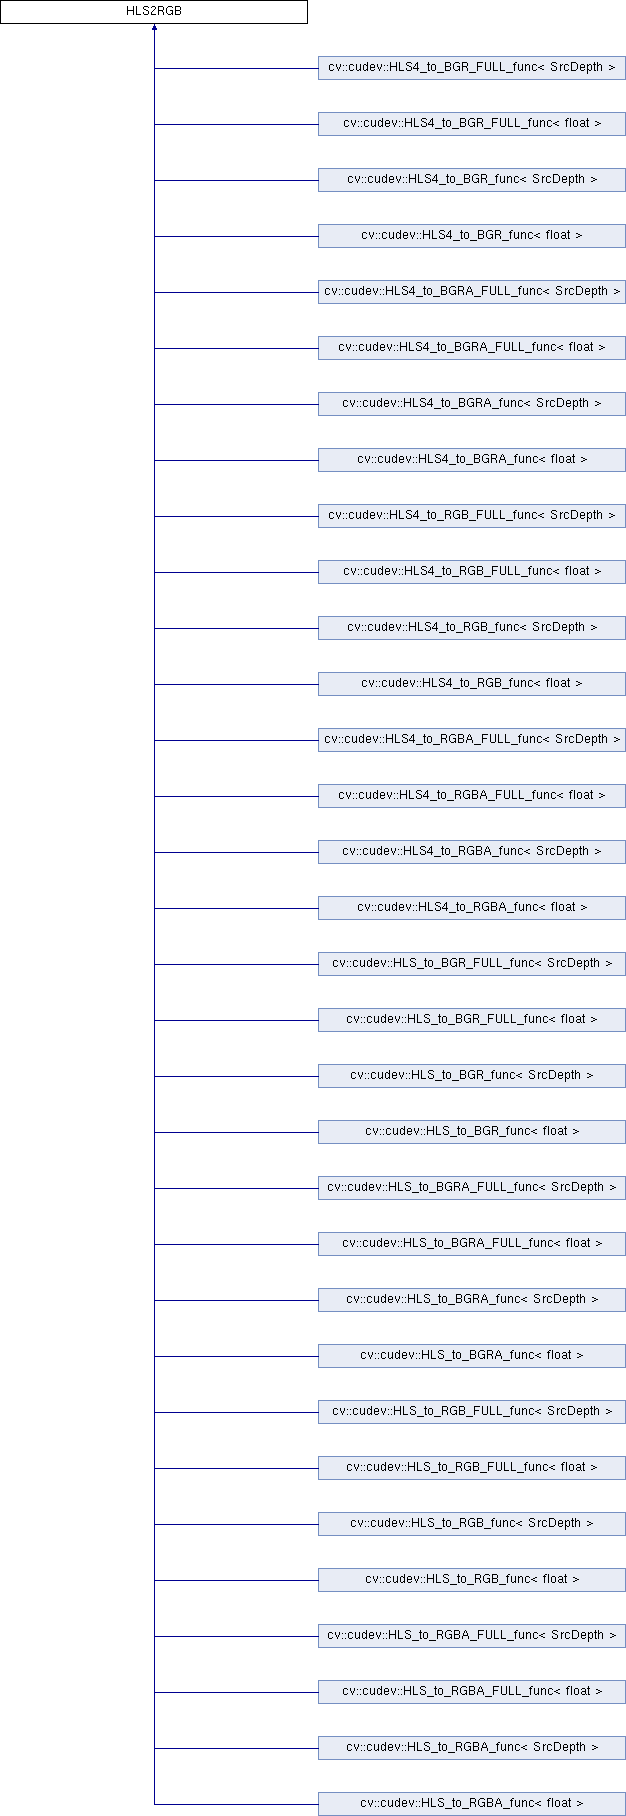 HLS2RGB
cv::cudev::HLS4_to_BGR_FULL_func< SrcDepth >
cv::cudev::HLS4_to_BGR_FULL_func< float >
cv::cudev::HLS4_to_BGR_func< SrcDepth >
cv::cudev::HLS4_to_BGR_func< float >
cv::cudev::HLS4_to_BGRA_FULL_func< SrcDepth >
cv::cudev::HLS4_to_BGRA_FULL_func< float >
cv::cudev::HLS4_to_BGRA_func< SrcDepth >
cv::cudev::HLS4_to_BGRA_func< float >
cv::cudev::HLS4_to_RGB_FULL_func< SrcDepth >
cv::cudev::HLS4_to_RGB_FULL_func< float >
cv::cudev::HLS4_to_RGB_func< SrcDepth >
cv::cudev::HLS4_to_RGB_func< float >
cv::cudev::HLS4_to_RGBA_FULL_func< SrcDepth >
cv::cudev::HLS4_to_RGBA_FULL_func< float >
cv::cudev::HLS4_to_RGBA_func< SrcDepth >
cv::cudev::HLS4_to_RGBA_func< float >
cv::cudev::HLS_to_BGR_FULL_func< SrcDepth >
cv::cudev::HLS_to_BGR_FULL_func< float >
cv::cudev::HLS_to_BGR_func< SrcDepth >
cv::cudev::HLS_to_BGR_func< float >
cv::cudev::HLS_to_BGRA_FULL_func< SrcDepth >
cv::cudev::HLS_to_BGRA_FULL_func< float >
cv::cudev::HLS_to_BGRA_func< SrcDepth >
cv::cudev::HLS_to_BGRA_func< float >
cv::cudev::HLS_to_RGB_FULL_func< SrcDepth >
cv::cudev::HLS_to_RGB_FULL_func< float >
cv::cudev::HLS_to_RGB_func< SrcDepth >
cv::cudev::HLS_to_RGB_func< float >
cv::cudev::HLS_to_RGBA_FULL_func< SrcDepth >
cv::cudev::HLS_to_RGBA_FULL_func< float >
cv::cudev::HLS_to_RGBA_func< SrcDepth >
cv::cudev::HLS_to_RGBA_func< float >